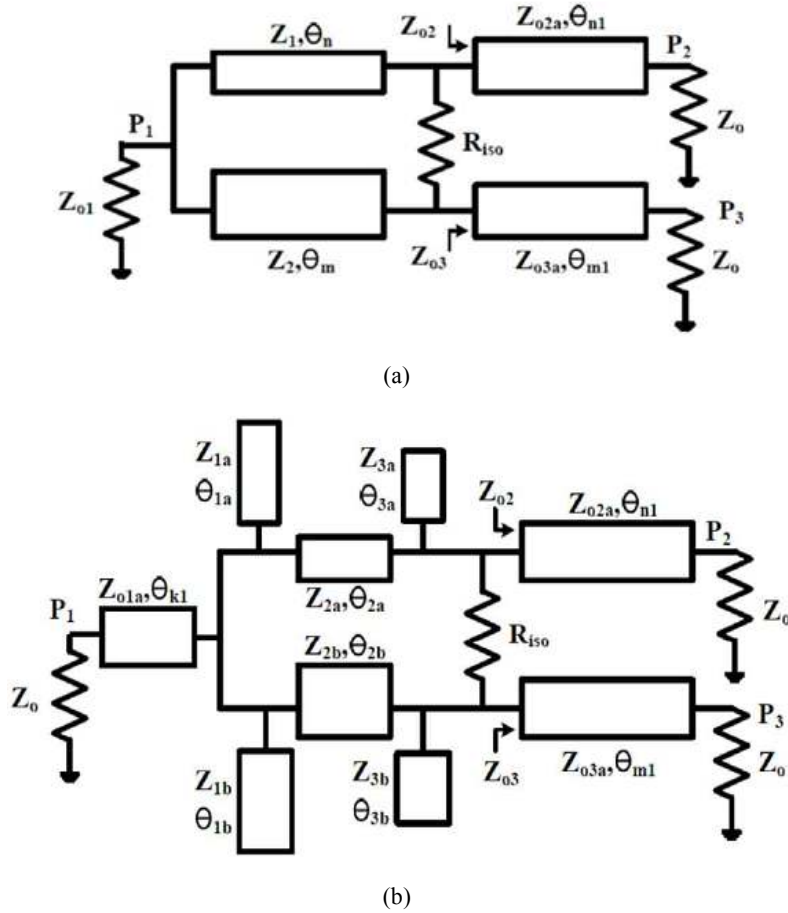 Z1,Θn
Zo2
Zo2a,Θn1
P2
P1
Zo
Riso
Zo1
P3
Z2,Θm
Zo3
Zo3a,Θm1
Zo
(a)
Z1a
Θ1a
Z3a
Θ3a
Zo2
Zo2a,Θn1
P2
Zo1a,Θk1
P1
Z2a,Θ2a
Zo
Riso
Z2b,Θ2b
Zo
P3
Z1b
Θ1b
Z3b
Θ3b
Zo3
Zo3a,Θm1
Zo
(b)